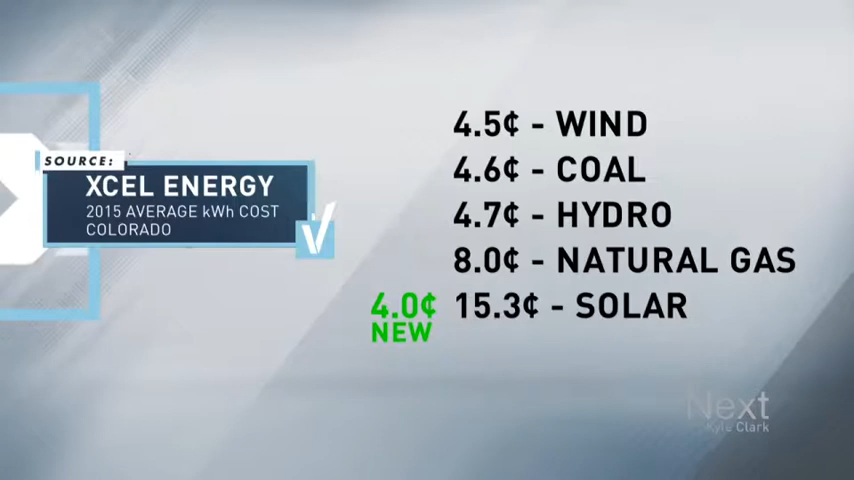 SOURCE:
XCEL ENERGY
2015 AVERAGE kWh COST
COLORADO
4.5¢ - WIND
4.6¢ - COAL
4.7¢ - HYDRO
8.0¢ - NATURAL GAS
4.0¢ 15.3¢ - SOLAR
NEW
Next
Kyle Clark